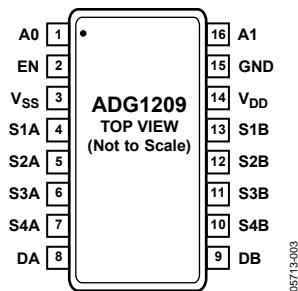 A0 1
EN 2
VSS 3
S1A 4
S2A 5
S3A 6
S4A 7
DA 8
ADG1209
TOP VIEW
(Not to Scale)
16 A1
15 GND
14 VDD
13 S1B
12 S2B
11 S3B
10 S4B
9 DB
05713-003